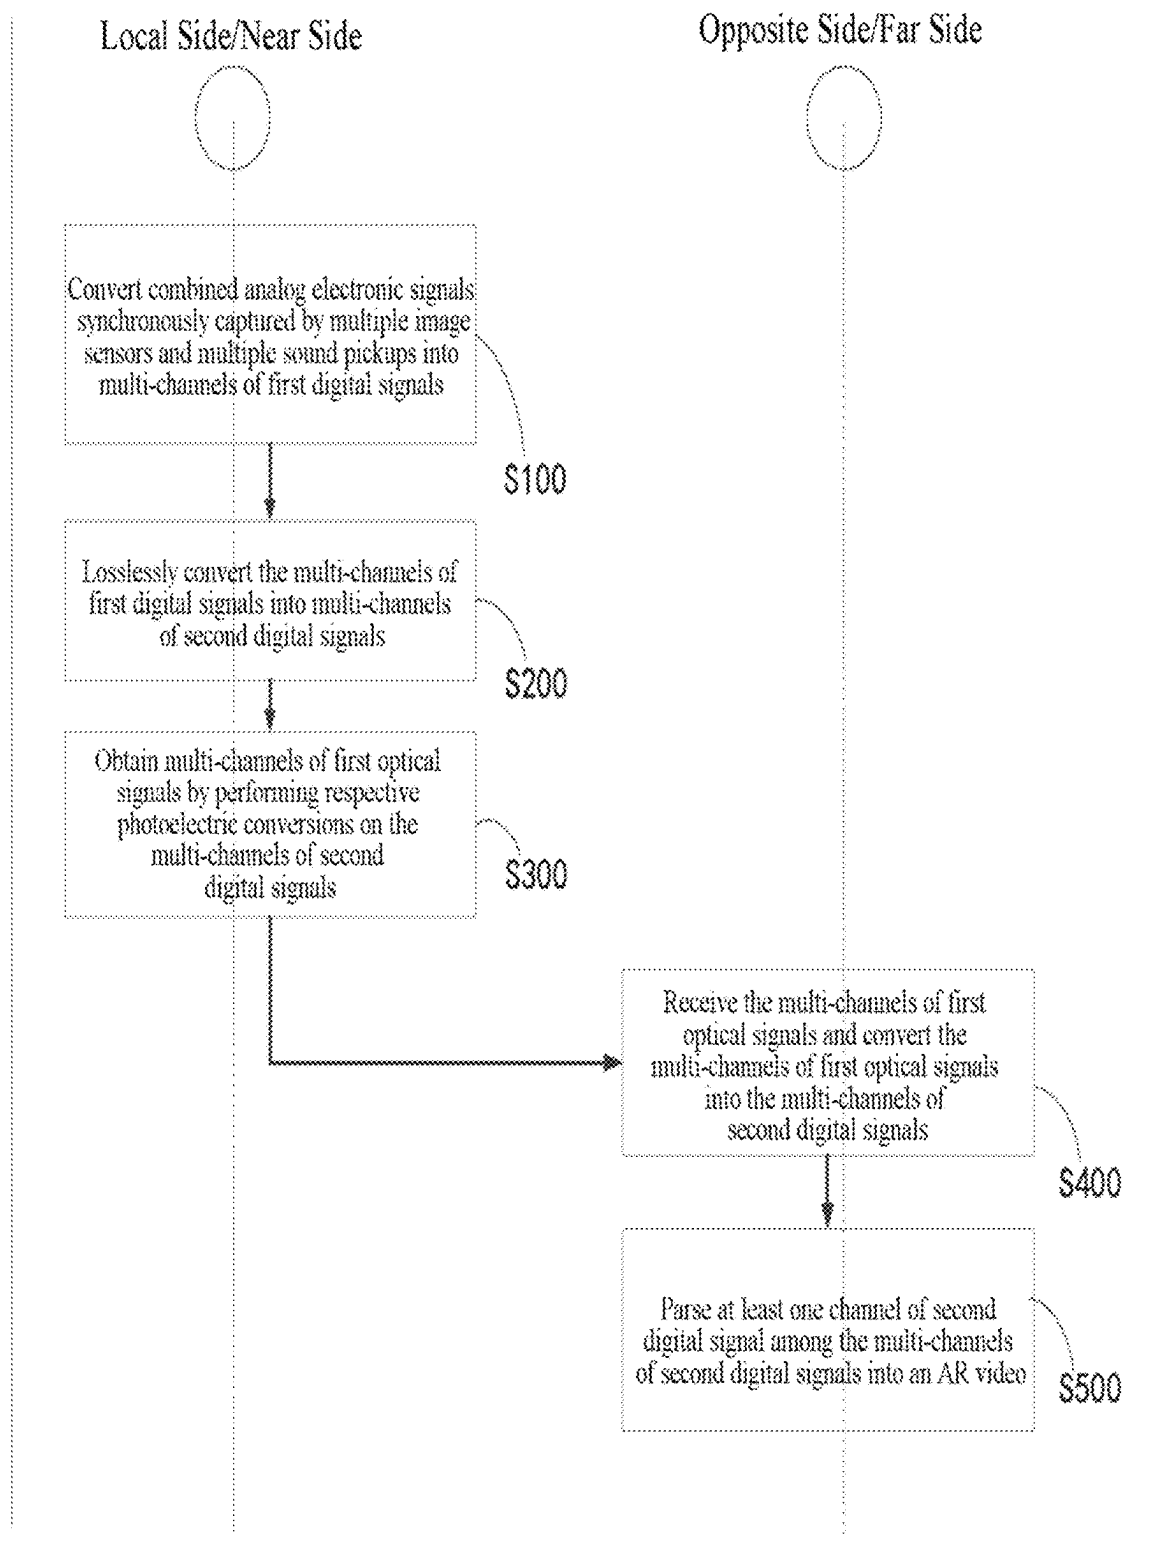 Local Side/Near Side
Opposite Side/Far Side
Convert combined analog electronic signals
synchronously captured by multiple image
sensors and multiple sound pickups into
multi-channels of first digital signals
S100
Losslessly convert the multi-channels of
first digital signals into multi-channels
of second digital signals
S200
Obtain multi-channels of first optical
signals by performing respective
photoelectric conversions on the
multi-channels of second
digital signals
S300
Receive the multi-channels of first
optical signals and convert the
multi-channels of first optical signals
into the multi-channels of
second digital signals
S400
Parse at least one channel of second
digital signal among the multi-channels
of second digital signals into an AR video
S500